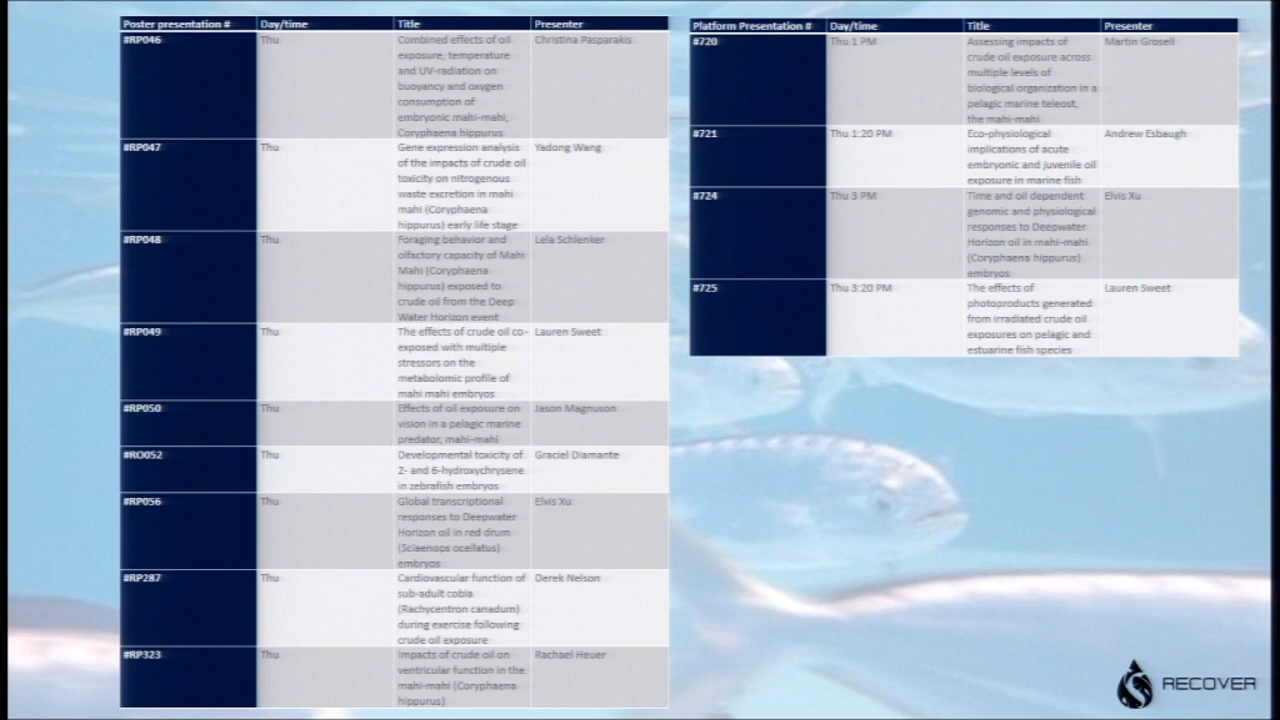 Poster presentation # Day/time Title Presenter
#RP046 Thu Combined effects of oil Christina Pasparakis
exposure, temperature
and UV-radiation on
buoyancy and oxygen
consumption of
embryonic mahi-mahi,
Coryphaena hippurus
#RP047 Thu Gene expression analysis Yadong Wang
of the impacts of crude oil
toxicity on nitrogenous
waste excretion in mahi
mahi (Coryphaena
hippurus) early life stage
#RP048 Thu Foraging behavior and Lela Schlenker
olfactory capacity of Mahi
Mahi (Coryphaena
hippurus) exposed to
crude oil from the Deep
Water Horizon event
#RP049 Thu The effects of crude oil co- Lauren Sweet
exposed with multiple
stressors on the
metabolomic profile of
mahi mahi embryos
#RP050 Thu Effects of oil exposure on Jason Magnuson
vision in a pelagic marine
predator, mahi-mahi
#RO052 Thu Developmental toxicity of Graciel Diamante
2- and 6-hydroxychrysene
in zebrafish embryos
#RP056 Thu Global transcriptional Elvis Xu
responses to Deepwater
Horizon oil in red drum
(Sciaenops ocellatus)
embryos
#RP287 Thu Cardiovascular function of Derek Nelson
sub-adult cobia
(Rachycentron canadum)
during exercise following
crude oil exposure
#RP323 Thu Impacts of crude oil on Rachael Heuer
ventricular function in the
mahi-mahi (Coryphaena
hippurus)
Platform Presentation # Day/time Title Presenter
#720 Thu 1 PM Assessing impacts of Martin Grosell
crude oil exposure across
multiple levels of
biological organization in a
pelagic marine teleost,
the mahi-mahi
#721 Thu 1:20 PM Eco-physiological Andrew Esbaugh
implications of acute
embryonic and juvenile oil
exposure in marine fish
#724 Thu 3 PM Time and oil dependent Elvis Xu
genomic and physiological
responses to Deepwater
Horizon oil in mahi-mahi
(Coryphaena hippurus)
embryos
#725 Thu 3:20 PM The effects of Lauren Sweet
photoproducts generated
from irradiated crude oil
exposures on pelagic and
estuarine fish species
RECOVER